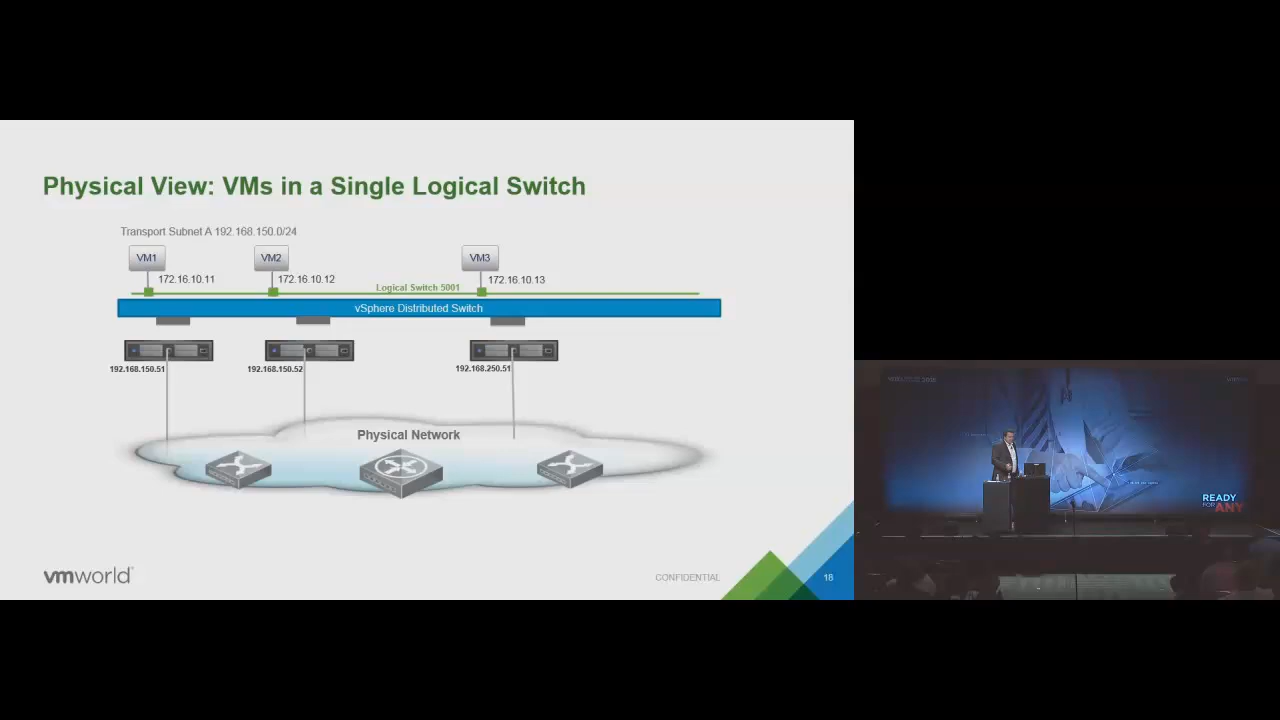 Physical View: VMs in a Single Logical Switch
Transport Subnet A 192.168.150.0/24
VM1
VM2
VM3
172.16.10.11
172.16.10.12
172.16.10.13
Logical Switch 5001
vSphere Distributed Switch
192.168.150.51
192.168.150.52
192.168.250.51
Physical Network
vmworld
CONFIDENTIAL
18
READY
FOR ANY